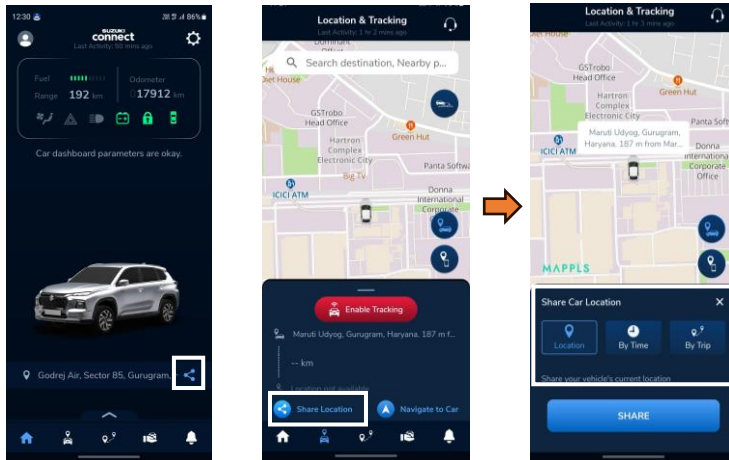 12:30
86%
SUZUKI
connect
Last Activity: 50 mins ago
Fuel
Odometer
Range 192 km
017912 km
Car dashboard parameters are okay.
Godrej Air, Sector 85, Gurugram,
Location & Tracking
Last Activity: 1 hr 2 mins ago
Search destination, Nearby p...
Diet House
GSTrobo
Head Office
Hartron
Complex
Electronic City
Green Hut
Panta Softwa
Big TV
ICICI ATM
Donna
International
Corporate
Enable Tracking
Maruti Udyog, Gurugram, Haryana. 187 m f...
-- km
Location not available
Share Location
Navigate to Car
Location & Tracking
Last Activity: 1 hr 3 mins ago
GSTrobo
Head Office
Hartron
Complex
Electronic City
Green Hut
Panta Soft
Maruti Udyog, Gurugram,
Haryana. 187 m from Mar...
ICICI ATM
Donna
Internationa
Corporate
Office
MAPPLS
Share Car Location
Location
By Time
By Trip
Share your vehicle's current location
SHARE